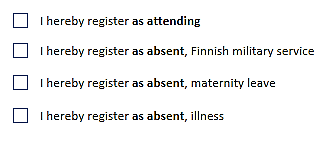 I hereby register as attending
I hereby register as absent, Finnish military service
I hereby register as absent, maternity leave
I hereby register as absent, illness